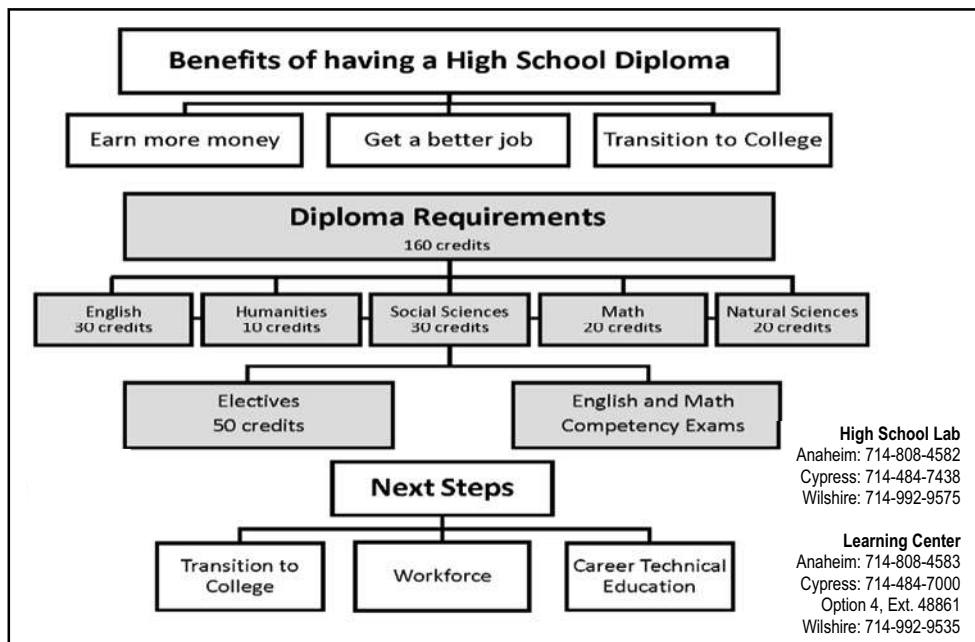 Benefits of having a High School Diploma
Earn more money
Get a better job
Transition to College
Diploma Requirements
160 credits
English
30 credits
Humanities
10 credits
Social Sciences
30 credits
Math
20 credits
Natural Sciences
20 credits
Electives
50 credits
English and Math
Competency Exams
Next Steps
Transition to
College
Workforce
Career Technical
Education
High School Lab
Anaheim: 714-808-4582
Cypress: 714-484-7438
Wilshire: 714-992-9575
Learning Center
Anaheim: 714-808-4583
Cypress: 714-484-7000
Option 4, Ext. 48861
Wilshire: 714-992-9535